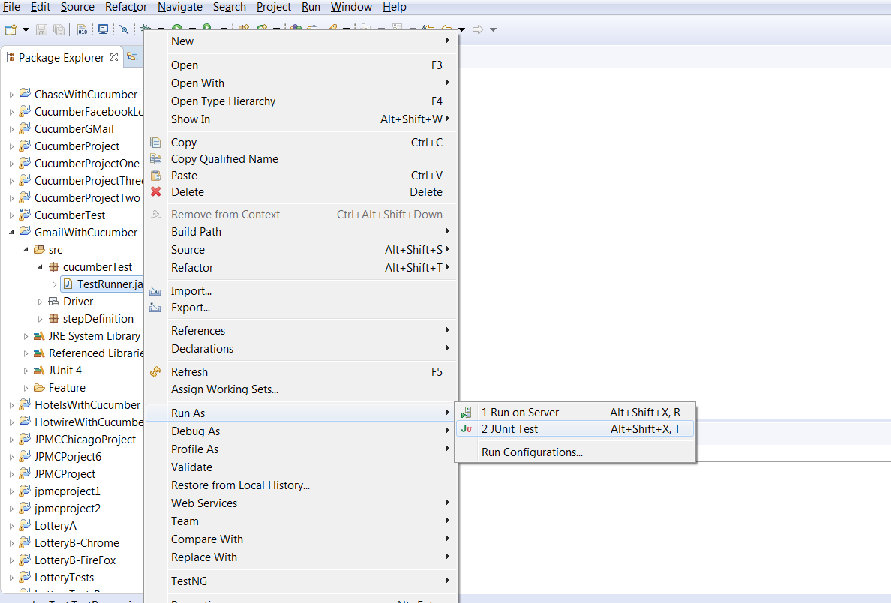 File Edit Source Refactor Navigate Search Project Run Window Help
Package Explorer
ChaseWithCucumber
CucumberFacebookLo
CucumberGMail
CucumberProject
CucumberProjectOne
CucumberProjectThree
CucumberProjectTwo
CucumberTest
GmailWithCucumber
src
cucumberTest
TestRunner.ja
Driver
stepDefinition
JRE System Library
Referenced Librarie
JUnit 4
Feature
HotelsWithCucumber
HotwireWithCucumbe
JPMCChicagoProject
JPMCPorject6
JPMCProject
jpmcproject1
jpmcproject2
LotteryA
LotteryB-Chrome
LotteryB-FireFox
LotteryTests
New
Open F3
Open With
Open Type Hierarchy F4
Show In Alt+Shift+W
Copy Ctrl+C
Copy Qualified Name
Paste Ctrl+V
Delete Delete
Remove from Context Ctrl+Alt+Shift+Down
Build Path
Source Alt+Shift+S
Refactor Alt+Shift+T
Import...
Export...
References
Declarations
Refresh F5
Assign Working Sets...
Run As
Debug As
Profile As
Validate
Restore from Local History...
Web Services
Team
Compare With
Replace With
TestNG
1 Run on Server Alt+Shift+X, R
2 JUnit Test Alt+Shift+X, T
Run Configurations...